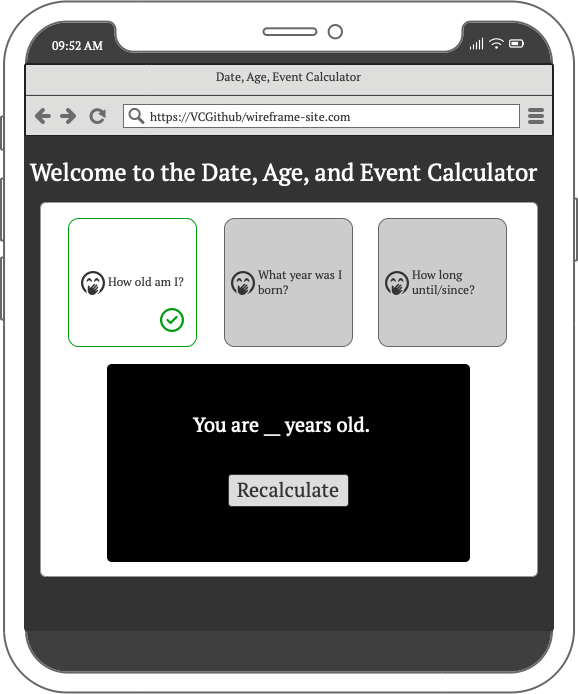 09:52 AM
Date, Age, Event Calculator
https://VCGithub/wireframe-site.com
Welcome to the Date, Age, and Event Calculator
How old am I?
What year was I
born?
How long
until/since?
You are __ years old.
Recalculate